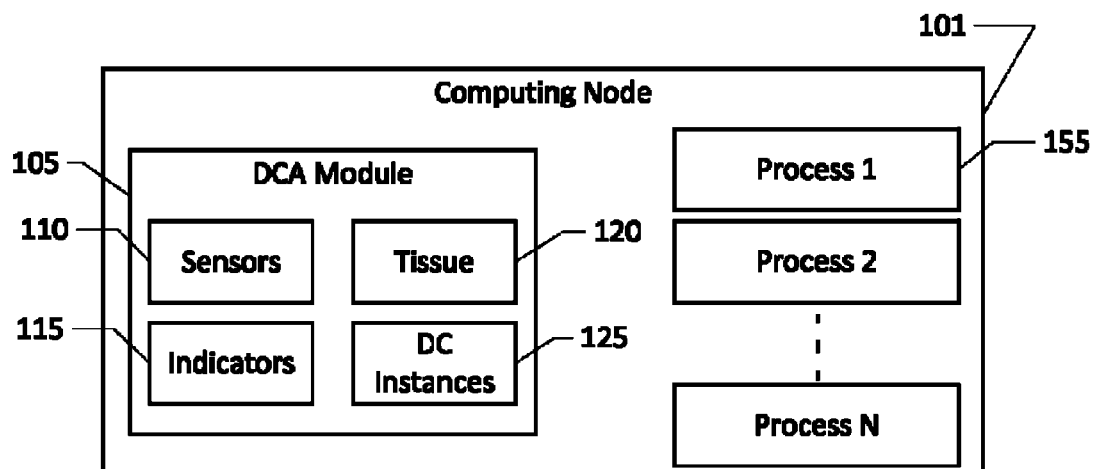 101
Computing Node
105
DCA Module
Process 1
155
110
Sensors
Tissue
120
Process 2
115
Indicators
DC
Instances
125
Process N